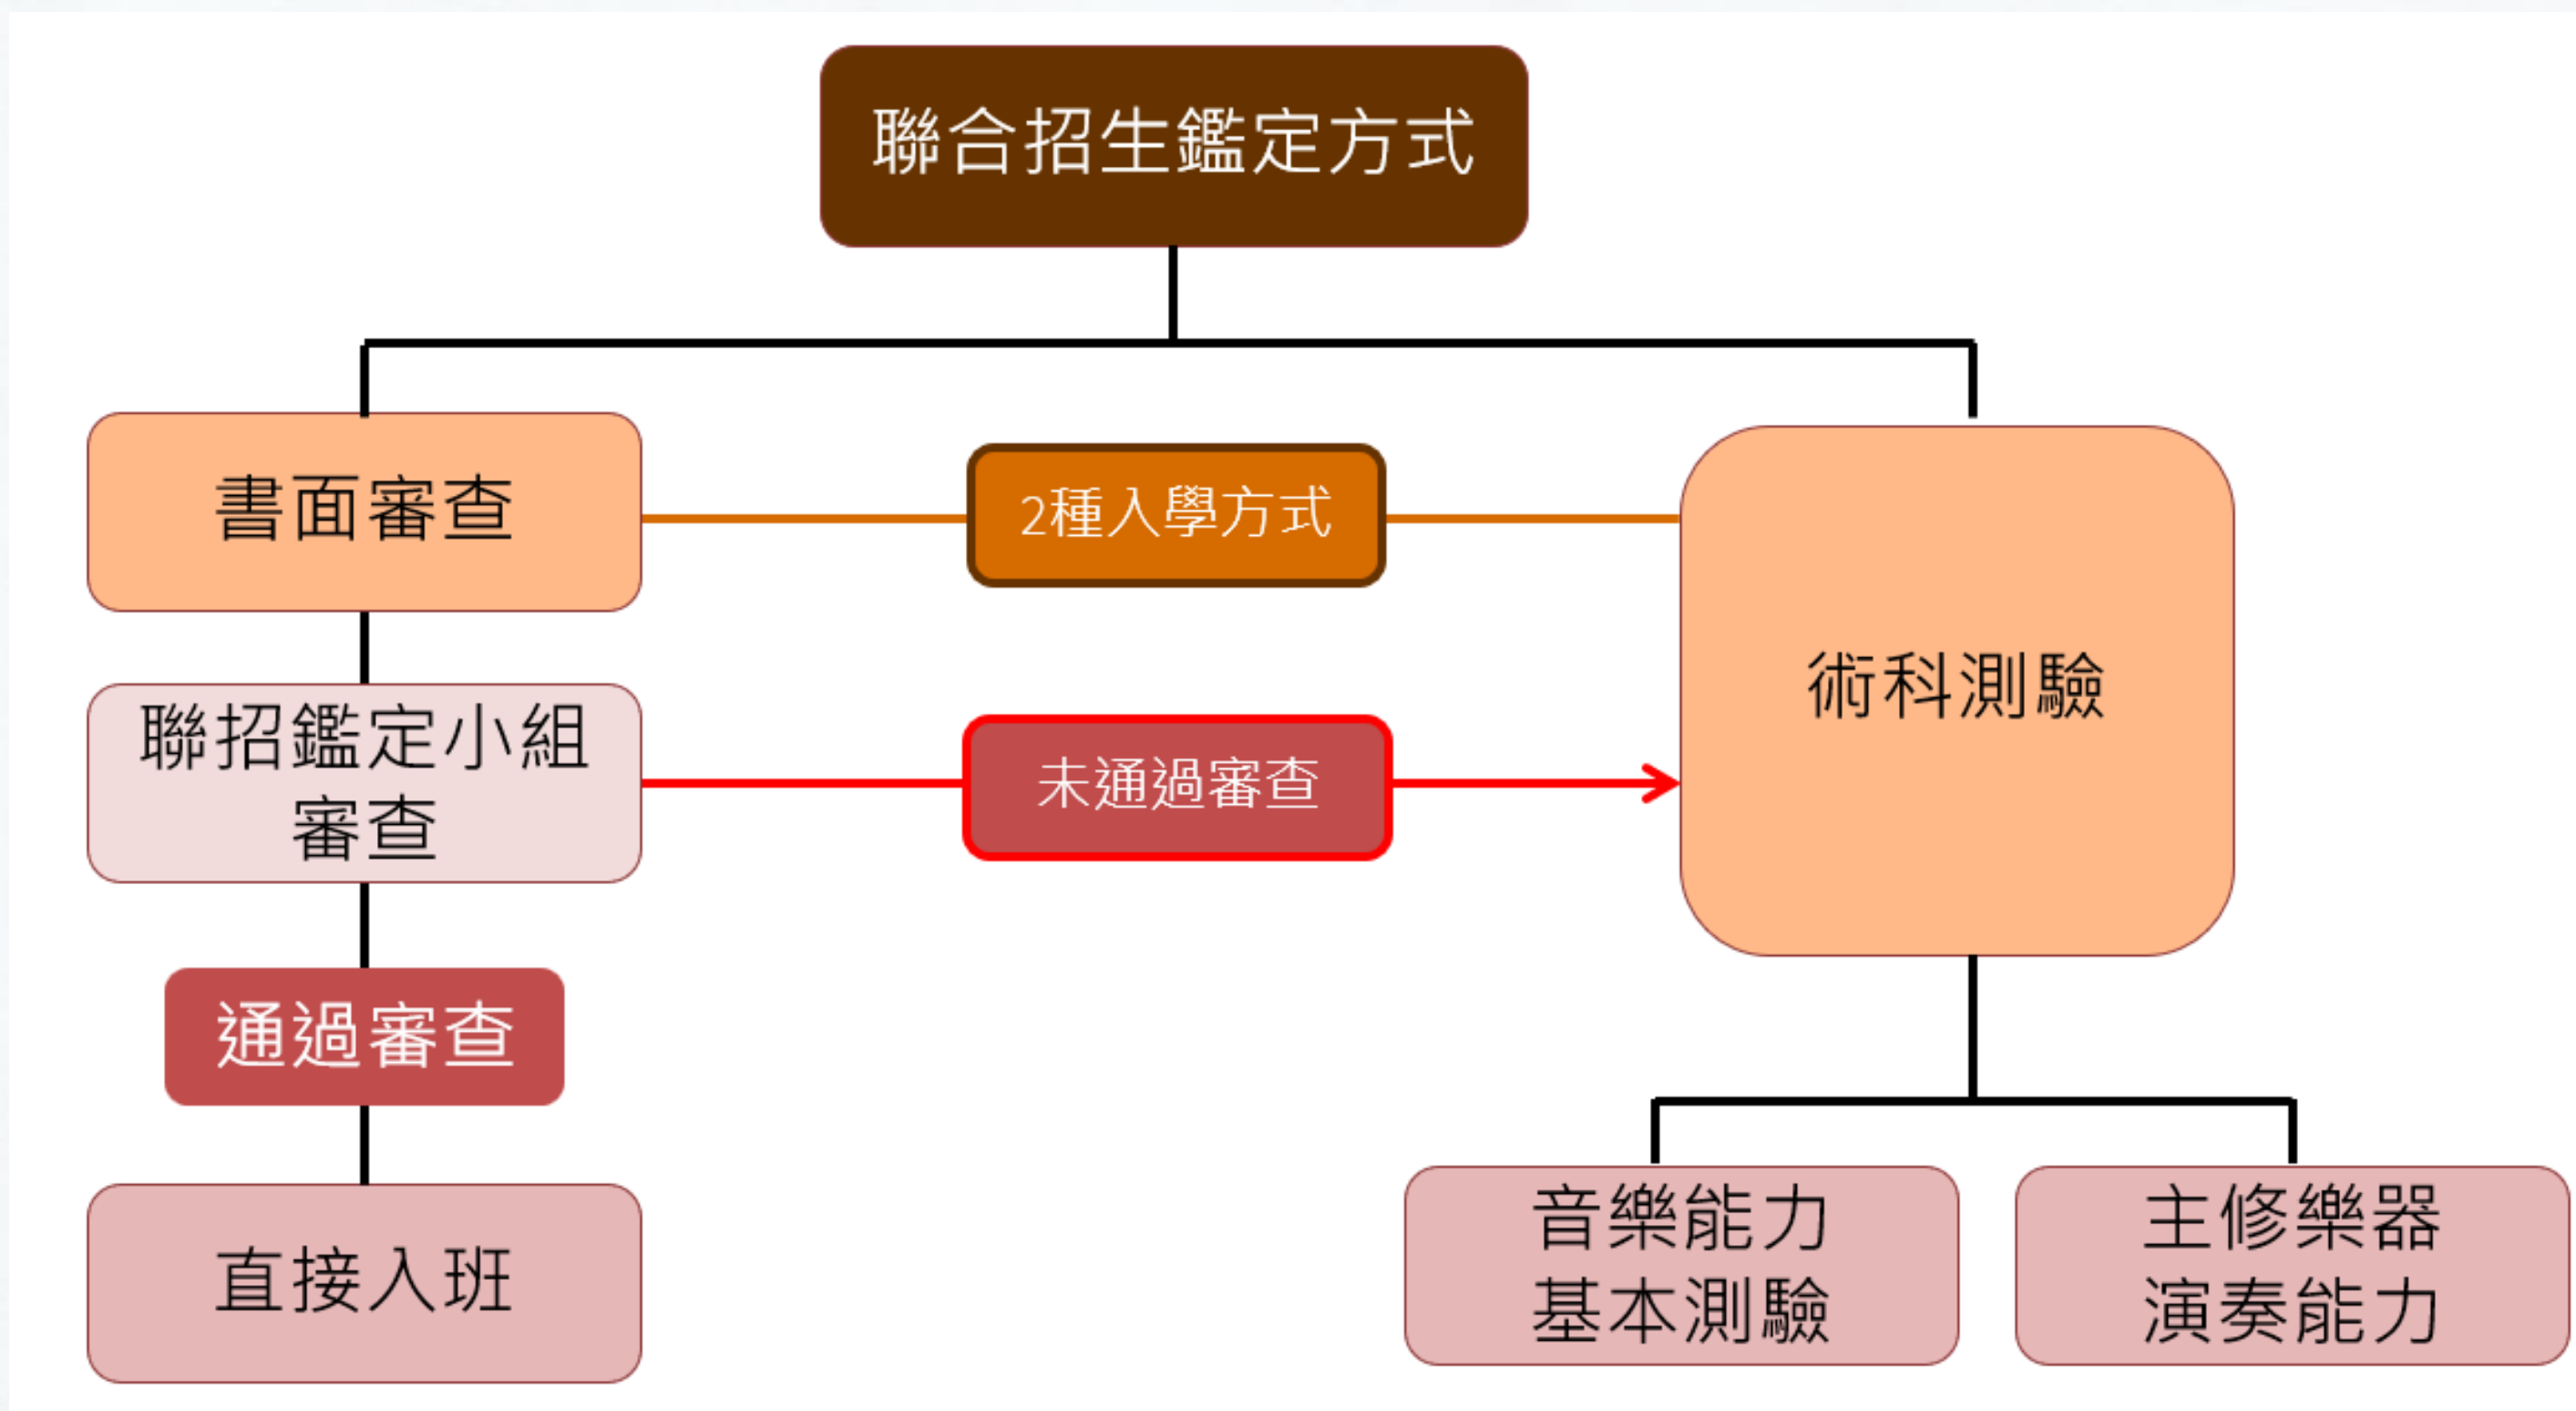 聯合招生鑑定方式
書面審查
2種入學方式
術科測驗
聯招鑑定小組
審查
未通過審查
通過審查
直接入班
音樂能力
基本測驗
主修樂器
演奏能力